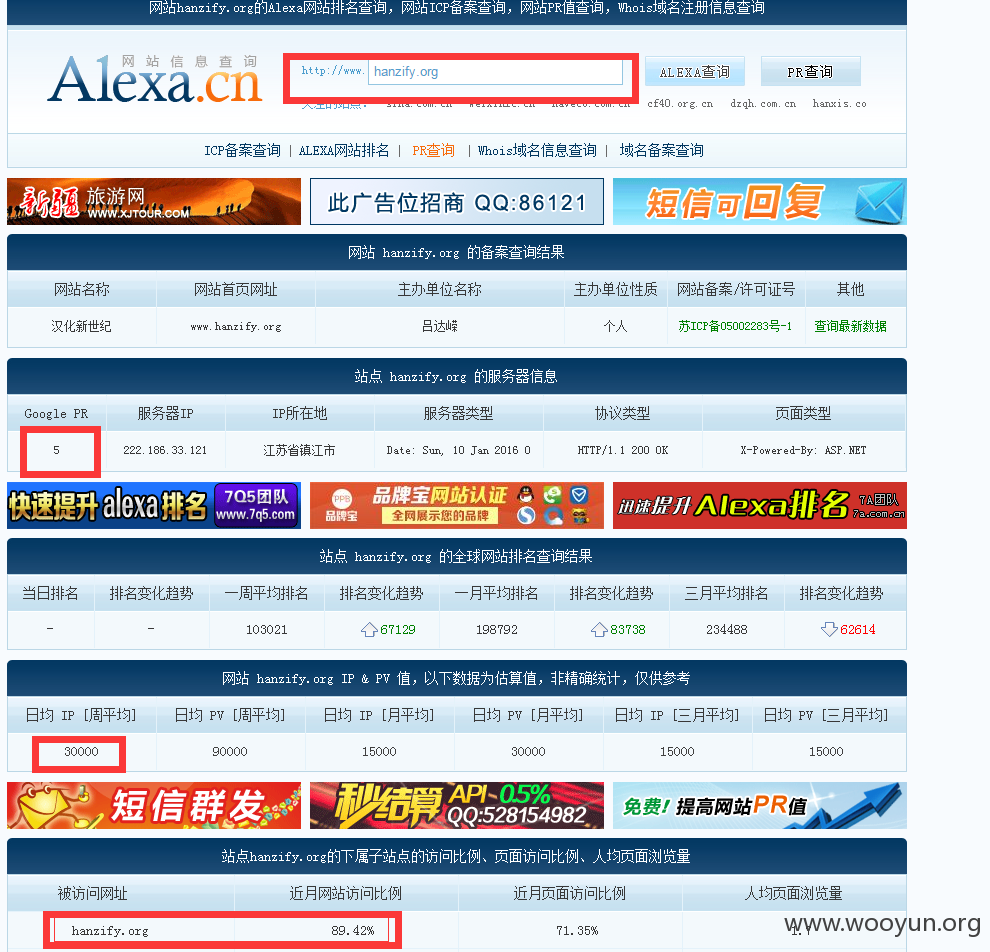 网站hanzify.org的Alexa网站排名查询，网站ICP备案查询，网站PR值查询，Whois域名注册信息查询
网站信息查询
Alexa.cn
http://www. hanzify.org ALEXA查询 PR查询
关注的站点： sina.com.cn weixinic.cn haveco.com.cn cf40.org.cn dzqh.com.cn hanxis.co
ICP备案查询 | ALEXA网站排名 | PR查询 | Whois域名信息查询 | 域名备案查询
新疆旅游网 WWW.XJTOUR.COM
此广告位招商 QQ:86121
短信可回复
网站 hanzify.org 的备案查询结果
网站名称 网站首页网址 主办单位名称 主办单位性质 网站备案/许可证号 其他
汉化新世纪 www.hanzify.org 吕达嵘 个人 苏ICP备05002283号-1 查询最新数据
站点 hanzify.org 的服务器信息
Google PR 服务器IP IP所在地 服务器类型 协议类型 页面类型
5 222.186.33.121 江苏省镇江市 Date: Sun, 10 Jan 2016 0 HTTP/1.1 200 OK X-Powered-By: ASP.NET
快速提升alexa排名 7Q5团队 www.7q5.com
PPB 品牌宝 品牌宝网站认证 全网展示您的品牌
迅速提升Alexa排名 7A团队 7a.com.cn
站点 hanzify.org 的全球网站排名查询结果
当日排名 排名变化趋势 一周平均排名 排名变化趋势 一月平均排名 排名变化趋势 三月平均排名 排名变化趋势
- - 103021 67129 198792 83738 234488 62614
网站 hanzify.org IP & PV 值，以下数据为估算值，非精确统计，仅供参考
日均 IP [周平均] 日均 PV [周平均] 日均 IP [月平均] 日均 PV [月平均] 日均 IP [三月平均] 日均 PV [三月平均]
30000 90000 15000 30000 15000 15000
短信群发
秒结算 API-0.5% QQ:528154982
免费！提高网站PR值
站点hanzify.org的下属子站点的访问比例、页面访问比例、人均页面浏览量
被访问网址 近月网站访问比例 近月页面访问比例 人均页面浏览量
hanzify.org 89.42% 71.35%
www.wooyun.org